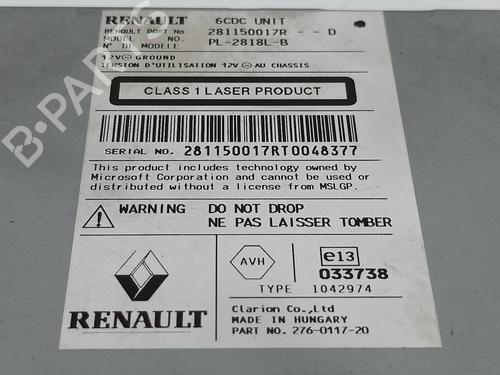 RENAULT 6CDC UNIT
RENAULT PART No. 281150017R - - D
MODEL NO. PL-2818L-B
N° DE MODELE
12V⊖GROUND
TENSION D'UTILISATION 12V⊖AU CHASSIS
CLASS 1 LASER PRODUCT
SERIAL NO. 281150017RT0048377
This product includes technology owned by
Microsoft Corporation and cannot be used or
distributed without a license from MSLGP.
WARNING DO NOT DROP
NE PAS LAISSER TOMBER
AVH
e13
033738
TYPE 1042974
RENAULT
Clarion Co.,Ltd
MADE IN HUNGARY
PART NO. 276-0117-20
B-PARTS